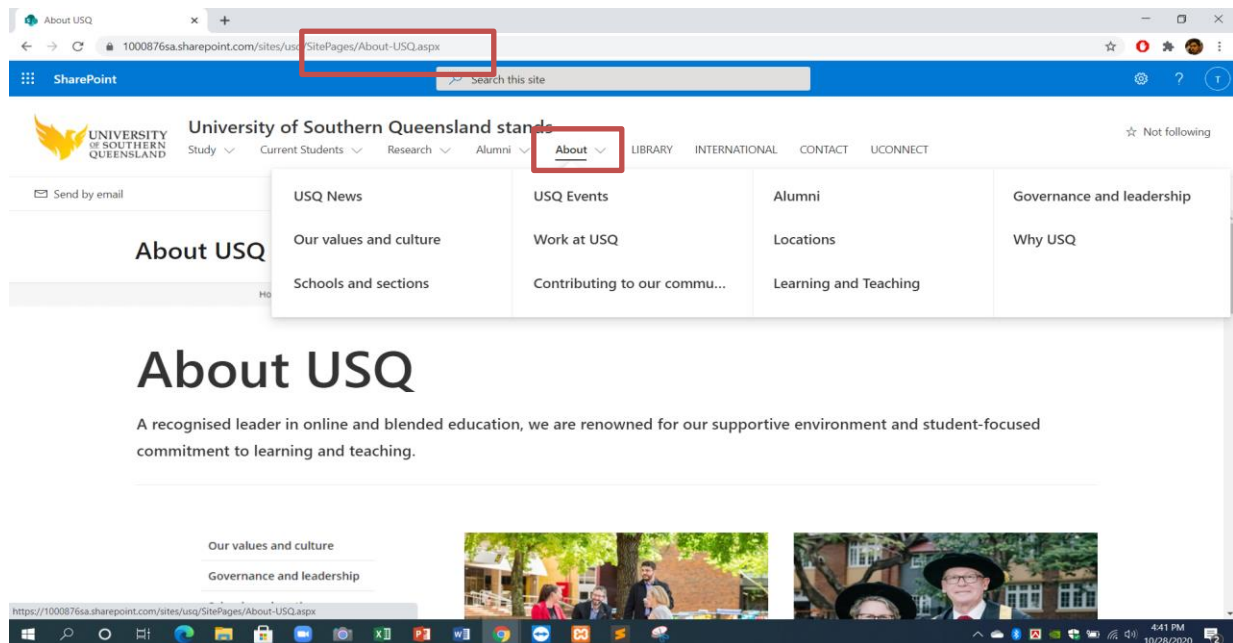 About USQ
1000876sa.sharepoint.com/sites/usq/SitePages/About-USQ.aspx
SharePoint
Search this site
T
UNIVERSITY
OF SOUTHERN
QUEENSLAND
University of Southern Queensland stands
Not following
Study Current Students Research Alumni About LIBRARY INTERNATIONAL CONTACT UCONNECT
Send by email
USQ News USQ Events Alumni Governance and leadership
Our values and culture Work at USQ Locations Why USQ
Schools and sections Contributing to our commu... Learning and Teaching
About USQ
Ho
About USQ
A recognised leader in online and blended education, we are renowned for our supportive environment and student-focused
commitment to learning and teaching.
Our values and culture
Governance and leadership
https://1000876sa.sharepoint.com/sites/usq/SitePages/About-USQ.aspx
4:41 PM
10/28/2020